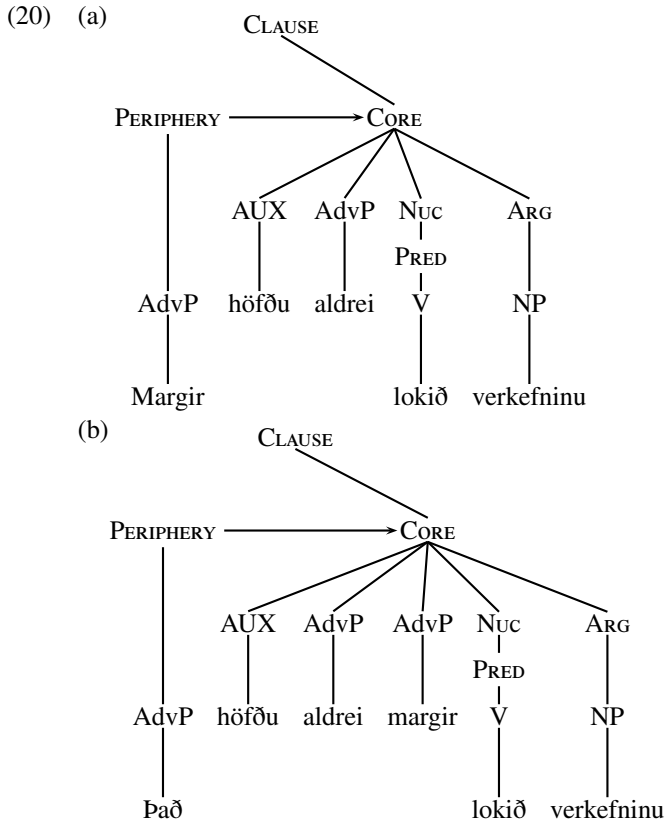 (20) (a)
CLAUSE
PERIPHERY CORE
AUX AdvP NUC ARG
PRED
AdvP höfðu aldrei V NP
Margir lokið verkefninu
(b)
CLAUSE
PERIPHERY CORE
AUX AdvP AdvP NUC ARG
PRED
AdvP höfðu aldrei margir V NP
Það lokið verkefninu